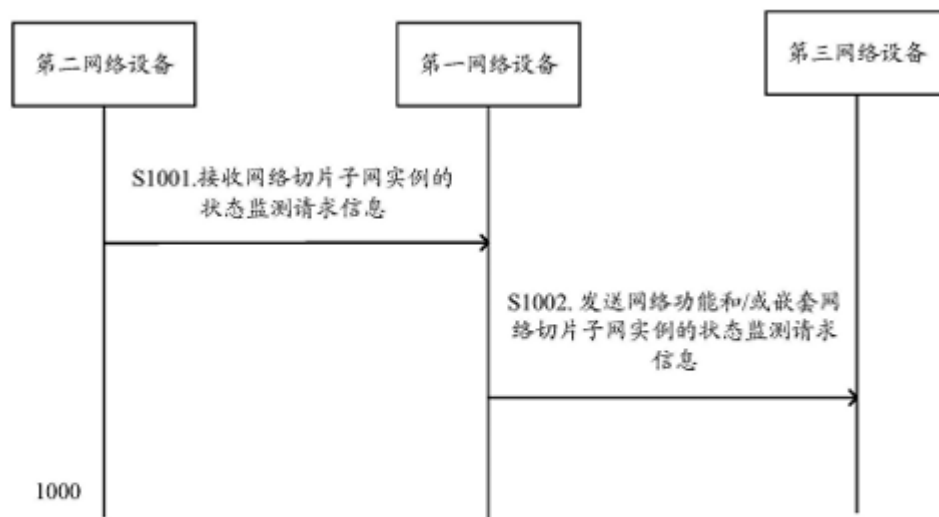 第二网络设备
第一网络设备
第三网络设备
S1001.接收网络切片子网实例的
状态监测请求信息
S1002. 发送网络功能和/或嵌套网
络切片子网实例的状态监测请求
信息
1000